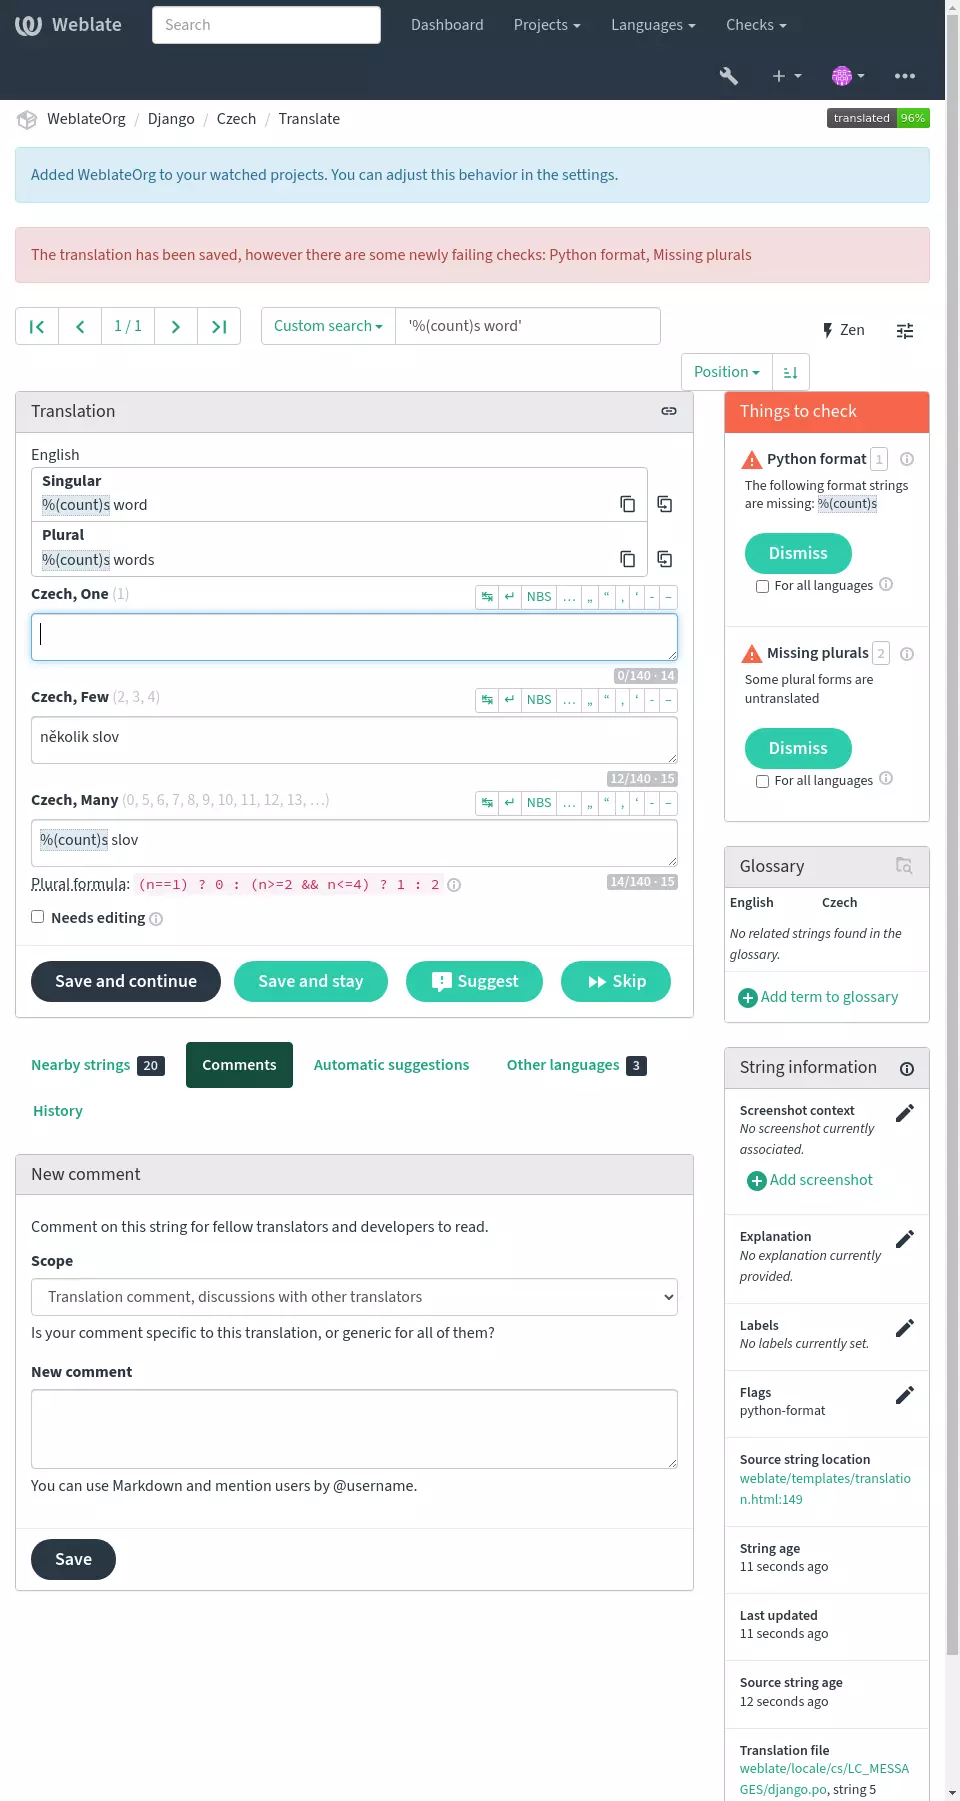 Weblate
Search
Dashboard
Projects
Languages
Checks
WeblateOrg / Django / Czech / Translate
translated 96%
Added WeblateOrg to your watched projects. You can adjust this behavior in the settings.
The translation has been saved, however there are some newly failing checks: Python format, Missing plurals
1 / 1
Custom search
'%(count)s word'
Zen
Position
Translation
English
Singular
%(count)s word
Plural
%(count)s words
Czech, One (1)
↹ ↵ NBS … „ “ ‚ ‘ - –
0/140 · 14
Czech, Few (2, 3, 4)
↹ ↵ NBS … „ “ ‚ ‘ - –
několik slov
12/140 · 15
Czech, Many (0, 5, 6, 7, 8, 9, 10, 11, 12, 13, …)
↹ ↵ NBS … „ “ ‚ ‘ - –
%(count)s slov
14/140 · 15
Plural formula: (n==1) ? 0 : (n>=2 && n<=4) ? 1 : 2
Needs editing
Save and continue
Save and stay
Suggest
Skip
Nearby strings 20
Comments
Automatic suggestions
Other languages 3
History
New comment
Comment on this string for fellow translators and developers to read.
Scope
Translation comment, discussions with other translators
Is your comment specific to this translation, or generic for all of them?
New comment
You can use Markdown and mention users by @username.
Save
Things to check
Python format 1
The following format strings
are missing: %(count)s
Dismiss
For all languages
Missing plurals 2
Some plural forms are
untranslated
Dismiss
For all languages
Glossary
English Czech
No related strings found in the
glossary.
Add term to glossary
String information
Screenshot context
No screenshot currently
associated.
Add screenshot
Explanation
No explanation currently
provided.
Labels
No labels currently set.
Flags
python-format
Source string location
weblate/templates/translatio
n.html:149
String age
11 seconds ago
Last updated
11 seconds ago
Source string age
12 seconds ago
Translation file
weblate/locale/cs/LC_MESSA
GES/django.po, string 5